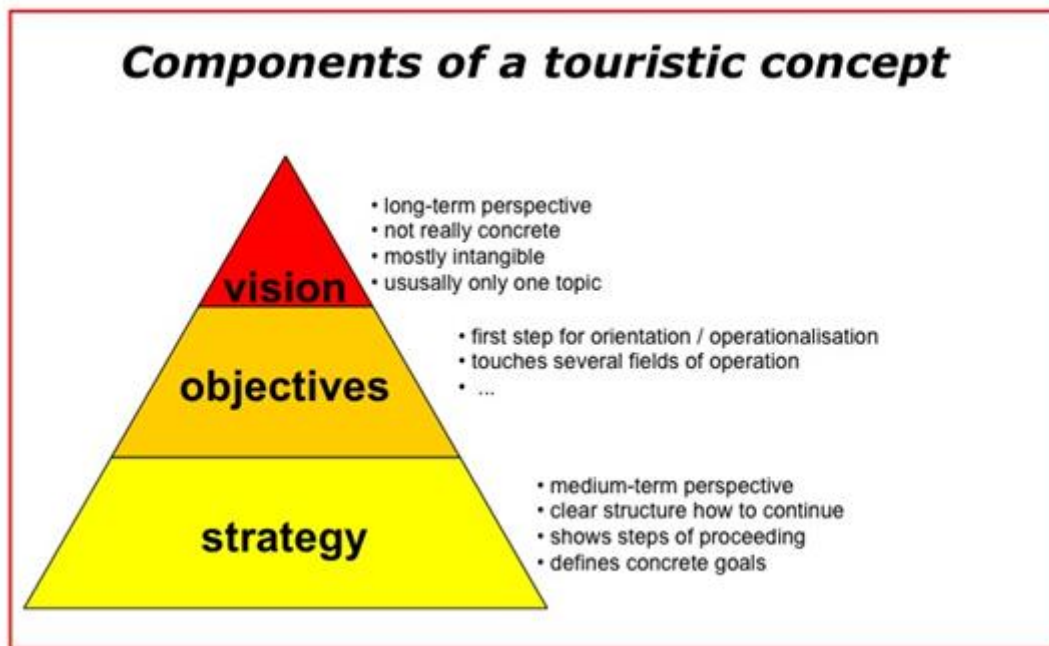 Components of a touristic concept
• long-term perspective
• not really concrete
• mostly intangible
• ususally only one topic
vision
• first step for orientation / operationalisation
• touches several fields of operation
• ...
objectives
• medium-term perspective
• clear structure how to continue
• shows steps of proceeding
• defines concrete goals
strategy